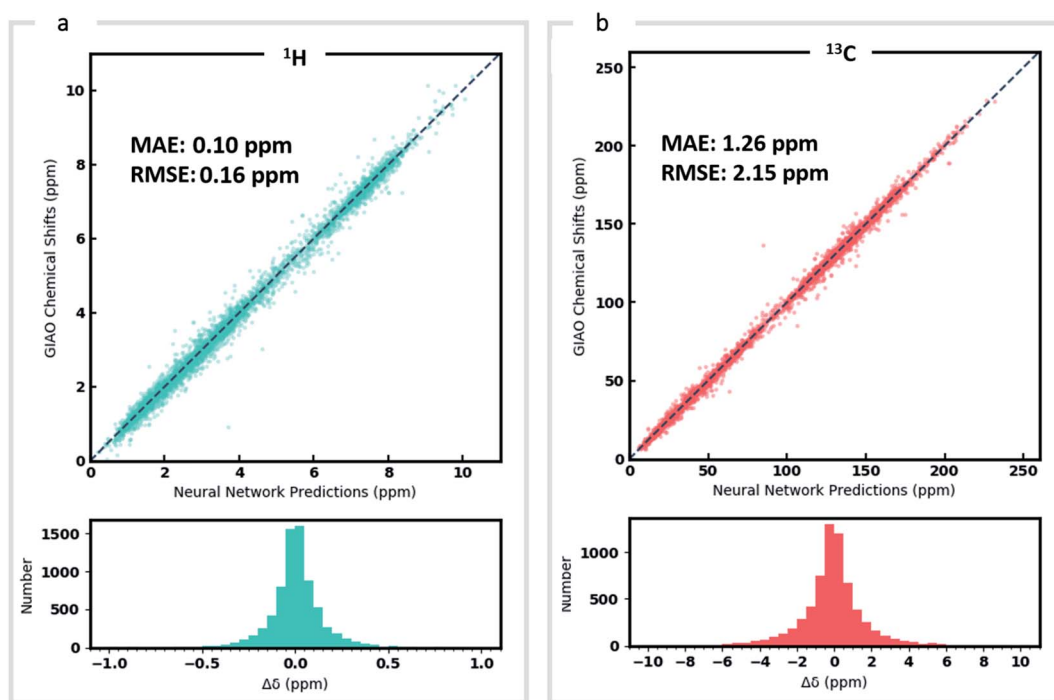 a
¹H
MAE: 0.10 ppm
RMSE: 0.16 ppm
GIAO Chemical Shifts (ppm)
10
8
6
4
2
0
0 2 4 6 8 10
Neural Network Predictions (ppm)
1500
1000
500
0
Number
−1.0 −0.5 0.0 0.5 1.0
Δδ (ppm)
b
¹³C
MAE: 1.26 ppm
RMSE: 2.15 ppm
GIAO Chemical Shifts (ppm)
250
200
150
100
50
0
0 50 100 150 200 250
Neural Network Predictions (ppm)
1000
500
0
Number
−10 −8 −6 −4 −2 0 2 4 6 8 10
Δδ (ppm)